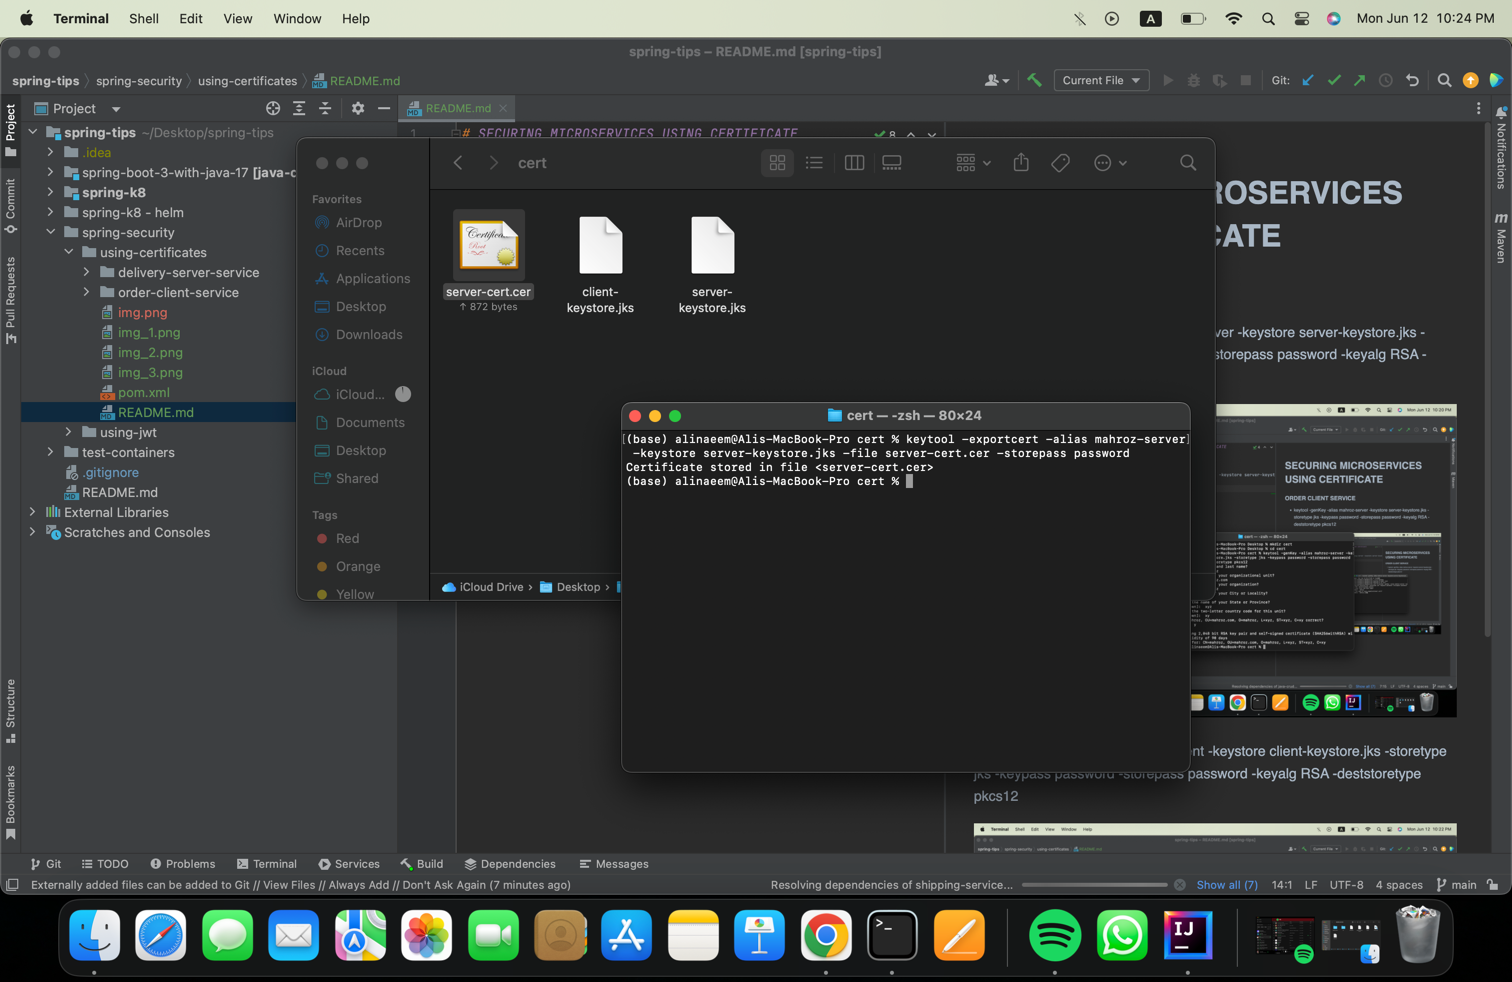 Terminal Shell Edit View Window Help
A
Mon Jun 12 10:24 PM
spring-tips – README.md [spring-tips]
spring-tips spring-security using-certificates README.md
Current File
Git:
Project
README.md
Project
Commit
Pull Requests
Structure
Bookmarks
Notifications
Maven
spring-tips ~/Desktop/spring-tips
.idea
spring-boot-3-with-java-17 [java-
spring-k8
spring-k8 - helm
spring-security
using-certificates
delivery-server-service
order-client-service
img.png
img_1.png
img_2.png
img_3.png
pom.xml
README.md
using-jwt
test-containers
.gitignore
README.md
External Libraries
Scratches and Consoles
1 # SECURING MICROSERVICES USING CERTIFICATE
8
cert
Favorites
AirDrop
Recents
Applications
Desktop
Downloads
iCloud
iCloud...
Documents
Desktop
Shared
Tags
Red
Orange
Yellow
Certificate
Root
server-cert.cer
872 bytes
client-
keystore.jks
server-
keystore.jks
iCloud Drive › Desktop ›
ROSERVICES
CATE
ver -keystore server-keystore.jks -
storepass password -keyalg RSA -
cert — -zsh — 80×24
(base) alinaeem@Alis-MacBook-Pro cert % keytool -exportcert -alias mahroz-server
-keystore server-keystore.jks -file server-cert.cer -storepass password
Certificate stored in file <server-cert.cer>
(base) alinaeem@Alis-MacBook-Pro cert %
SECURING MICROSERVICES
USING CERTIFICATE
ORDER CLIENT SERVICE
nt -keystore client-keystore.jks -storetype
jks -keypass password -storepass password -keyalg RSA -deststoretype
pkcs12
Terminal Shell Edit View Window Help
Git TODO Problems Terminal Services Build Dependencies Messages
Externally added files can be added to Git // View Files // Always Add // Don't Ask Again (7 minutes ago)
Resolving dependencies of shipping-service...
Show all (7) 14:1 LF UTF-8 4 spaces main
>_
IJ